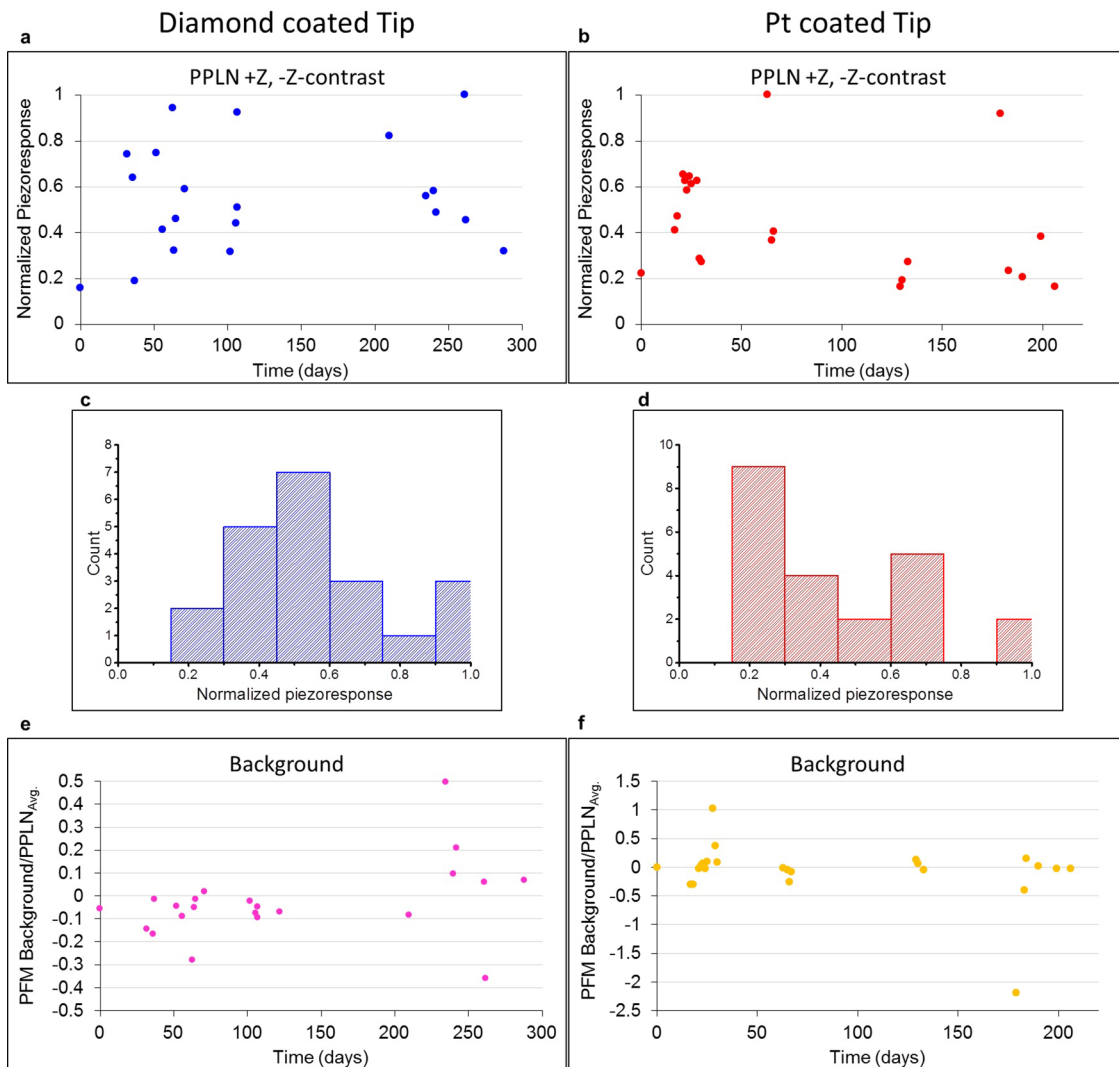 Diamond coated Tip
Pt coated Tip
a
PPLN +Z, -Z-contrast
Normalized Piezoresponse
1
0.8
0.6
0.4
0.2
0
0 50 100 150 200 250 300
Time (days)
b
PPLN +Z, -Z-contrast
Normalized Piezoresponse
1
0.8
0.6
0.4
0.2
0
0 50 100 150 200
Time (days)
c
Count
8
7
6
5
4
3
2
1
0
0.0 0.2 0.4 0.6 0.8 1.0
Normalized piezoresponse
d
Count
10
8
6
4
2
0
0.0 0.2 0.4 0.6 0.8 1.0
Normalized piezoresponse
e
Background
PFM Background/PPLN Avg.
0.5
0.4
0.3
0.2
0.1
0
-0.1
-0.2
-0.3
-0.4
-0.5
0 50 100 150 200 250 300
Time (days)
f
Background
PFM Background/PPLN Avg.
1.5
1
0.5
0
-0.5
-1
-1.5
-2
-2.5
0 50 100 150 200
Time (days)